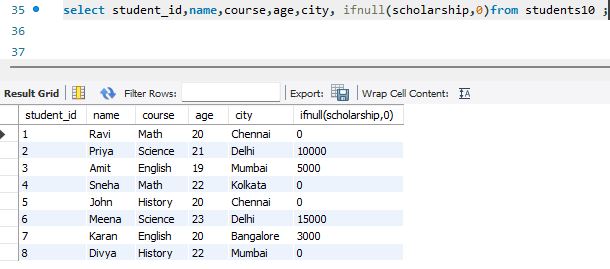 35 select student_id,name,course,age,city, ifnull(scholarship,0)from students10 ;
36
37
Result Grid Filter Rows: Export: Wrap Cell Content:
student_id name course age city ifnull(scholarship,0)
1 Ravi Math 20 Chennai 0
2 Priya Science 21 Delhi 10000
3 Amit English 19 Mumbai 5000
4 Sneha Math 22 Kolkata 0
5 John History 20 Chennai 0
6 Meena Science 23 Delhi 15000
7 Karan English 20 Bangalore 3000
8 Divya History 22 Mumbai 0